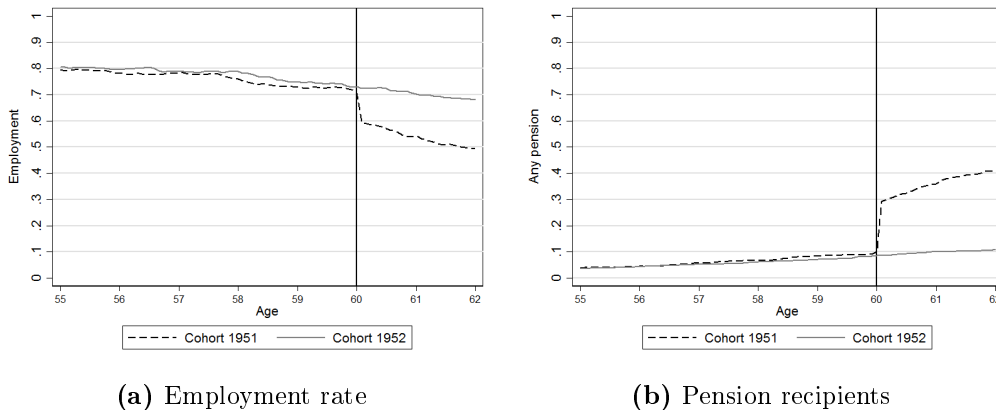 Employment
1
.9
.8
.7
.6
.5
.4
.3
.2
.1
0
55 56 57 58 59 60 61 62
Age
Cohort 1951 Cohort 1952
(a) Employment rate
Any pension
1
.9
.8
.7
.6
.5
.4
.3
.2
.1
0
55 56 57 58 59 60 61
Age
Cohort 1951 Cohort 1952
(b) Pension recipients